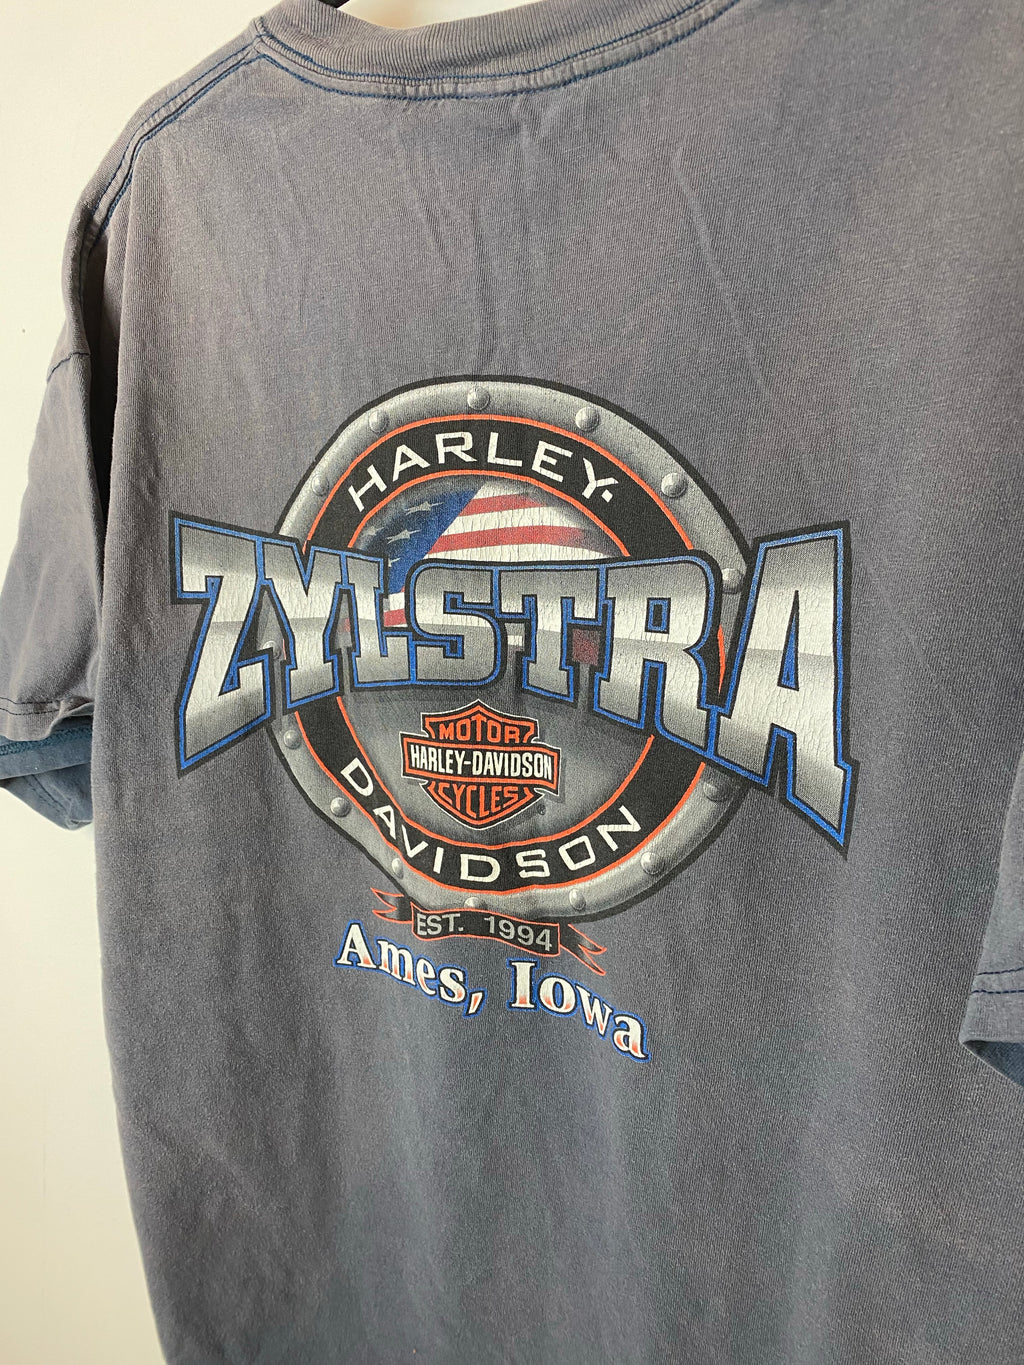 HARLEY-
ZYLSTRA
MOTOR
HARLEY-DAVIDSON
CYCLES
®
DAVIDSON
EST. 1994
Ames, Iowa